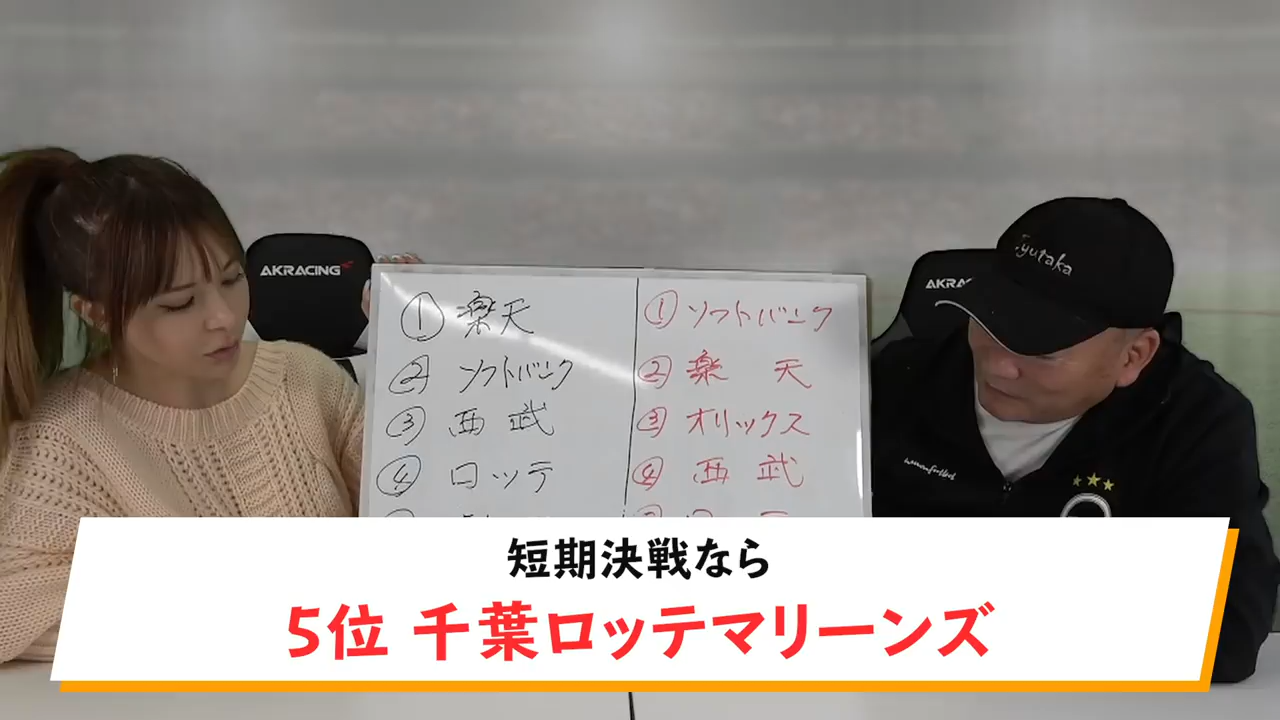 AKRACING
AKRA
yutaka
① 楽天
② ソフトバンク
③ 西武
④ ロッテ
① ソフトバンク
② 楽天
③ オリックス
④ 西武
短期決戦なら
5位 千葉ロッテマリーンズ